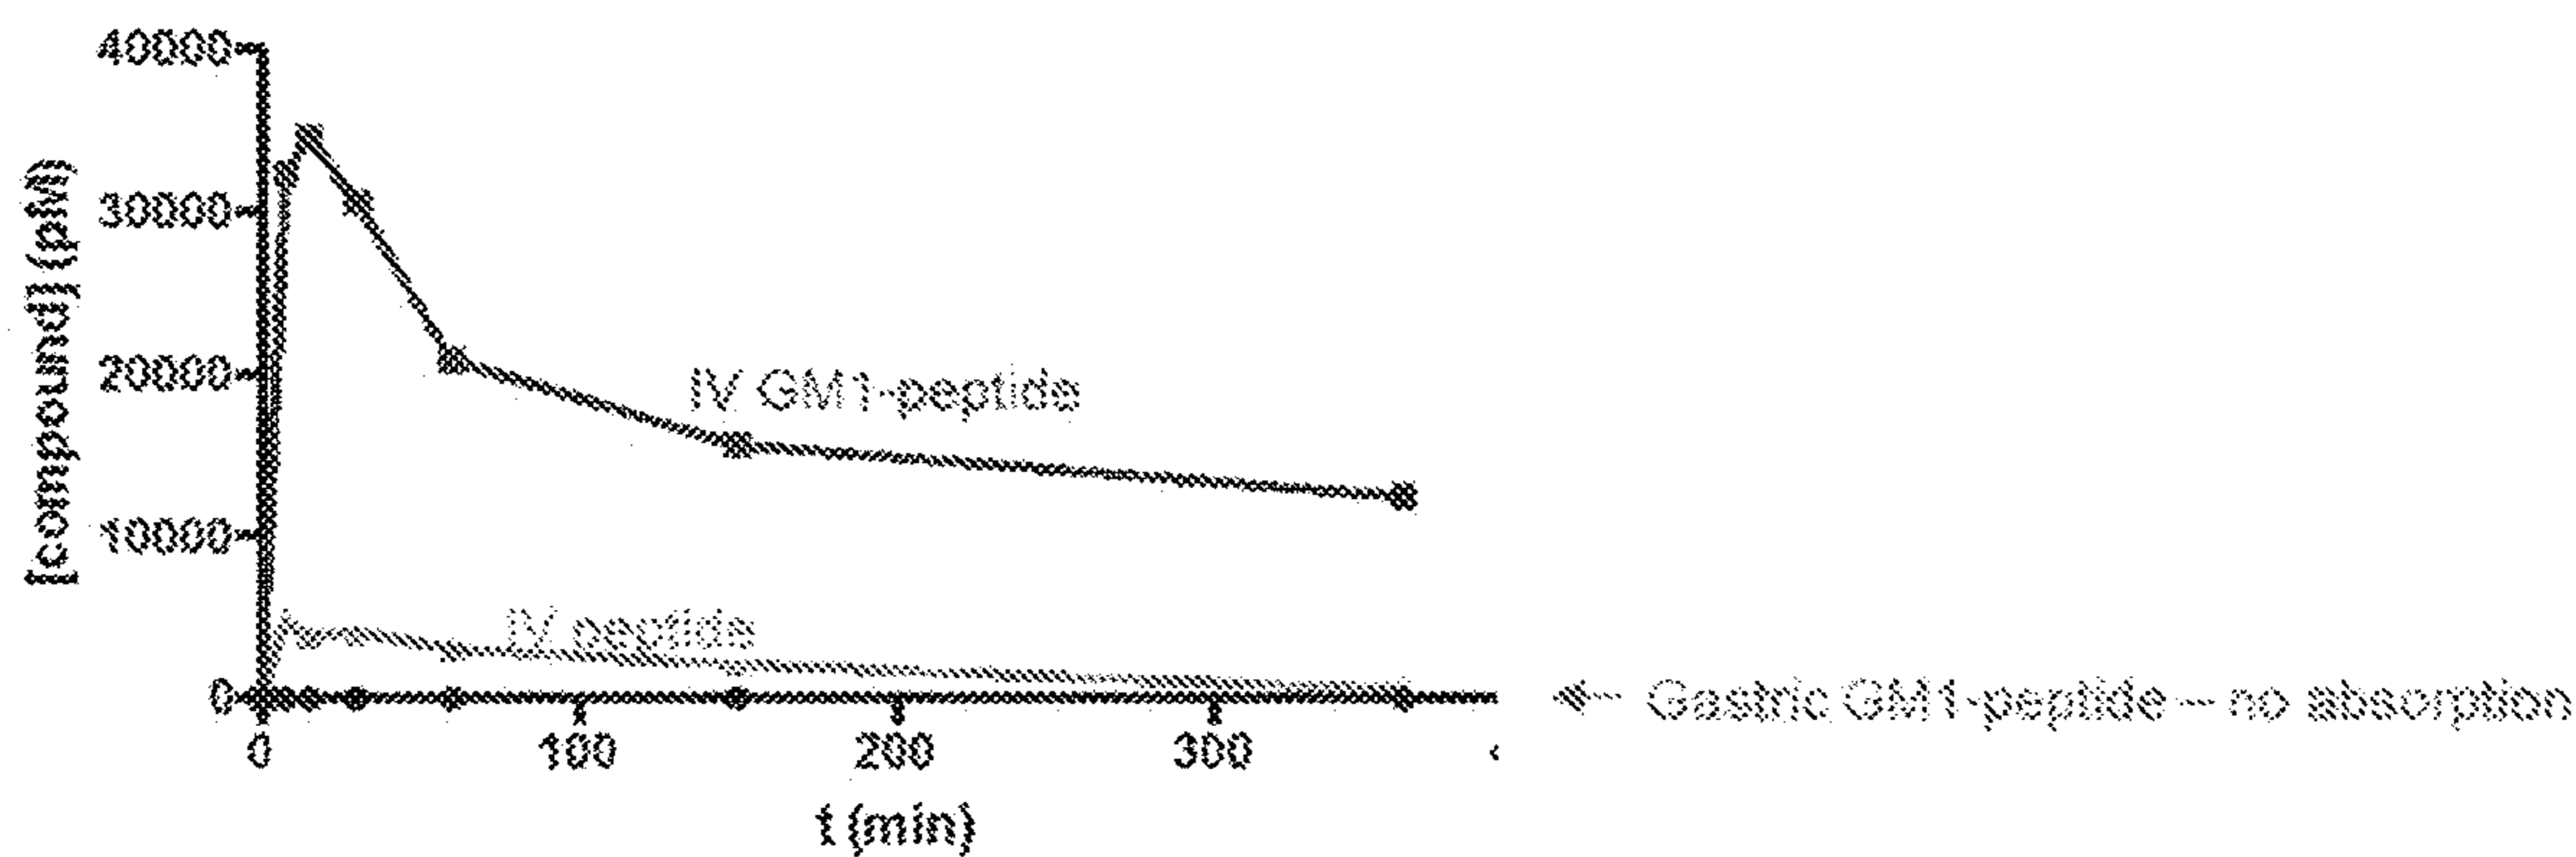 [compound] (pM)
40000
30000
20000
10000
0
IV GM1-peptide
IV peptide
Gastric GM1-peptide – no absorption
0
100
200
300
t (min)